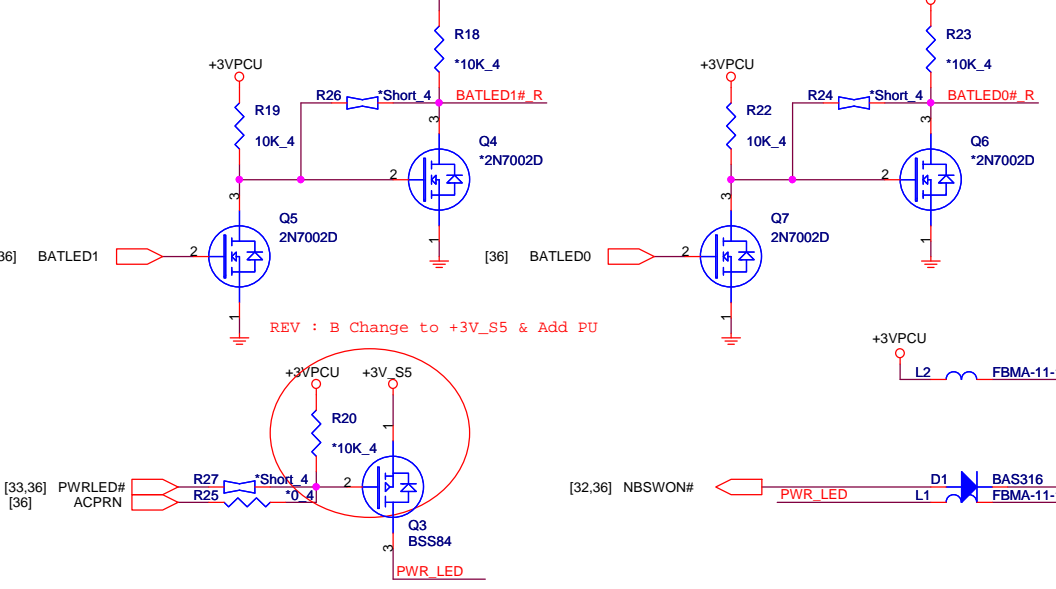 R18
*10K_4
R23
*10K_4
+3VPCU
+3VPCU
R26
*Short_4
BATLED1#_R
R24
*Short_4
BATLED0#_R
R19
10K_4
3
Q4
*2N7002D
R22
10K_4
3
Q6
*2N7002D
2
2
3
Q5
2N7002D
1
3
Q7
2N7002D
1
36]
BATLED1
2
[36]
BATLED0
2
1
1
REV : B Change to +3V_S5 & Add PU
+3VPCU
L2
FBMA-11-
+3VPCU
+3V_S5
R20
*10K_4
1
[33,36]
PWRLED#
R27
*Short_4
2
[36]
ACPRN
R25
*0_4
Q3
BSS84
3
PWR_LED
[32,36]
NBSWON#
D1
BAS316
PWR_LED
L1
FBMA-11-